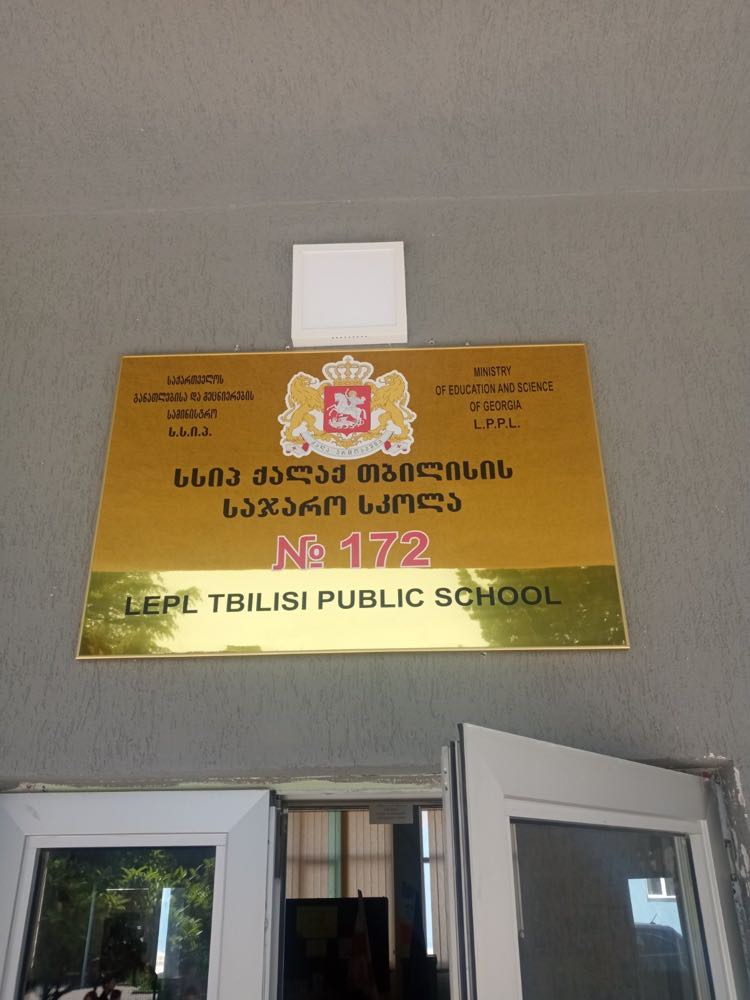 საქართველოს
განათლებისა და მეცნიერების
სამინისტრო
ს.ს.ი.პ.
MINISTRY
OF EDUCATION AND SCIENCE
OF GEORGIA
L.P.P.L.
სსიპ ქალაქ თბილისის
საჯარო სკოლა
№ 172
LEPL TBILISI PUBLIC SCHOOL